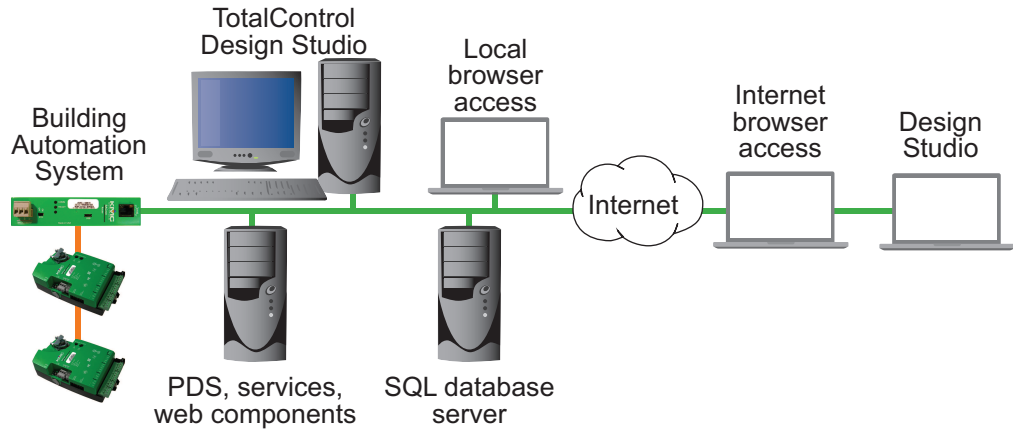 TotalControl
Design Studio
Local
browser
access
Internet
browser
access
Design
Studio
Building
Automation
System
Internet
PDS, services,
web components
SQL database
server